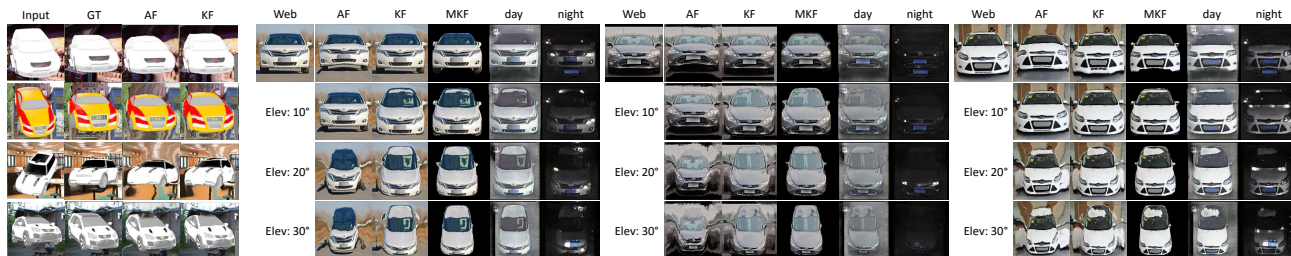 Input GT AF KF Web AF KF MKF day night Web AF KF MKF day night Web AF KF MKF day night
Elev: 10° Elev: 10° Elev: 10°
Elev: 20° Elev: 20° Elev: 20°
Elev: 30° Elev: 30° Elev: 30°